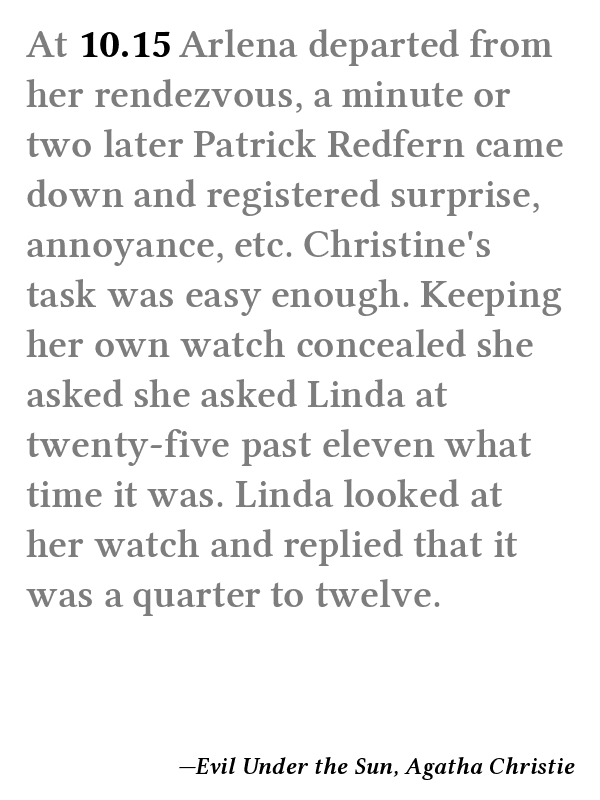 At 10.15 Arlena departed from
her rendezvous, a minute or
two later Patrick Redfern came
down and registered surprise,
annoyance, etc. Christine's
task was easy enough. Keeping
her own watch concealed she
asked she asked Linda at
twenty-five past eleven what
time it was. Linda looked at
her watch and replied that it
was a quarter to twelve.
—Evil Under the Sun, Agatha Christie